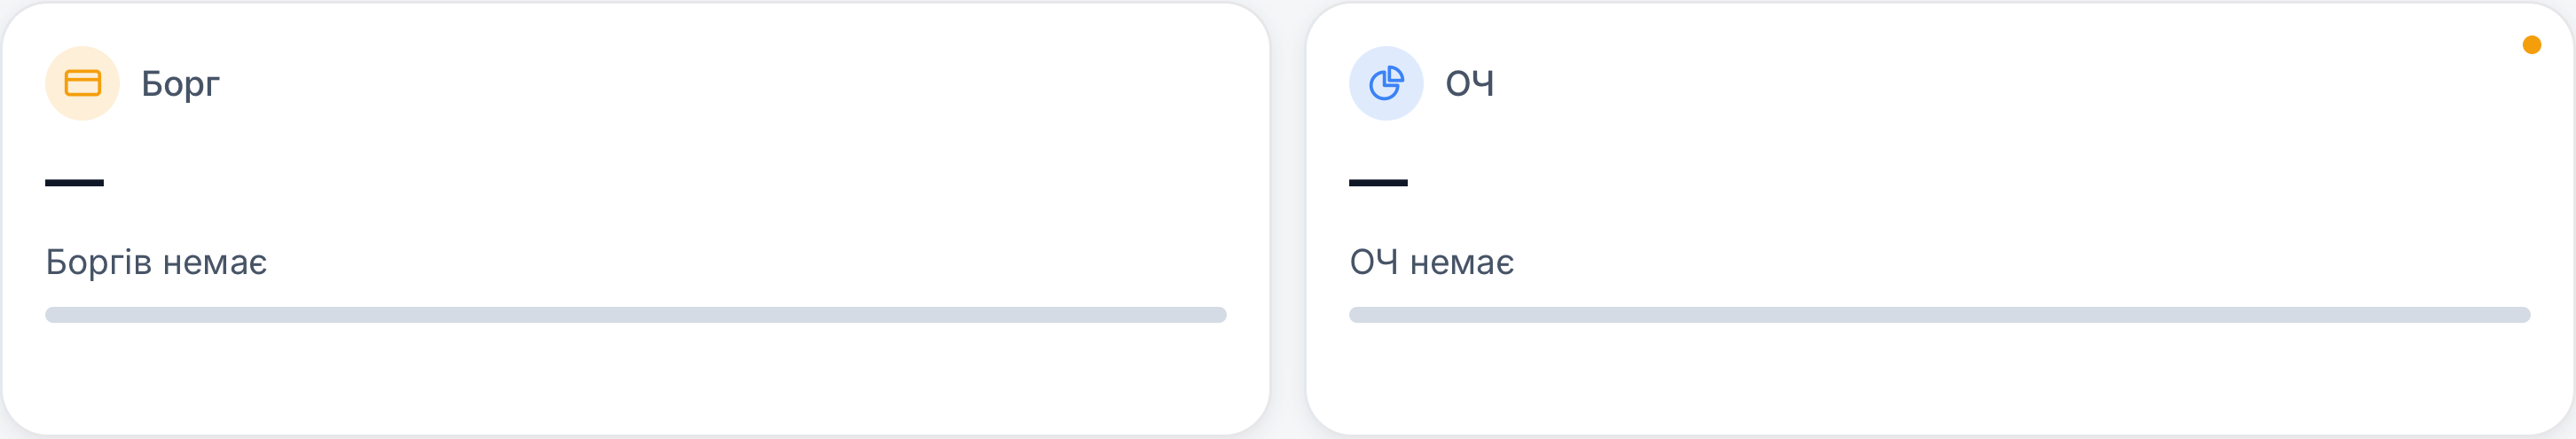 Борг
—
Боргів немає
ОЧ
—
ОЧ немає